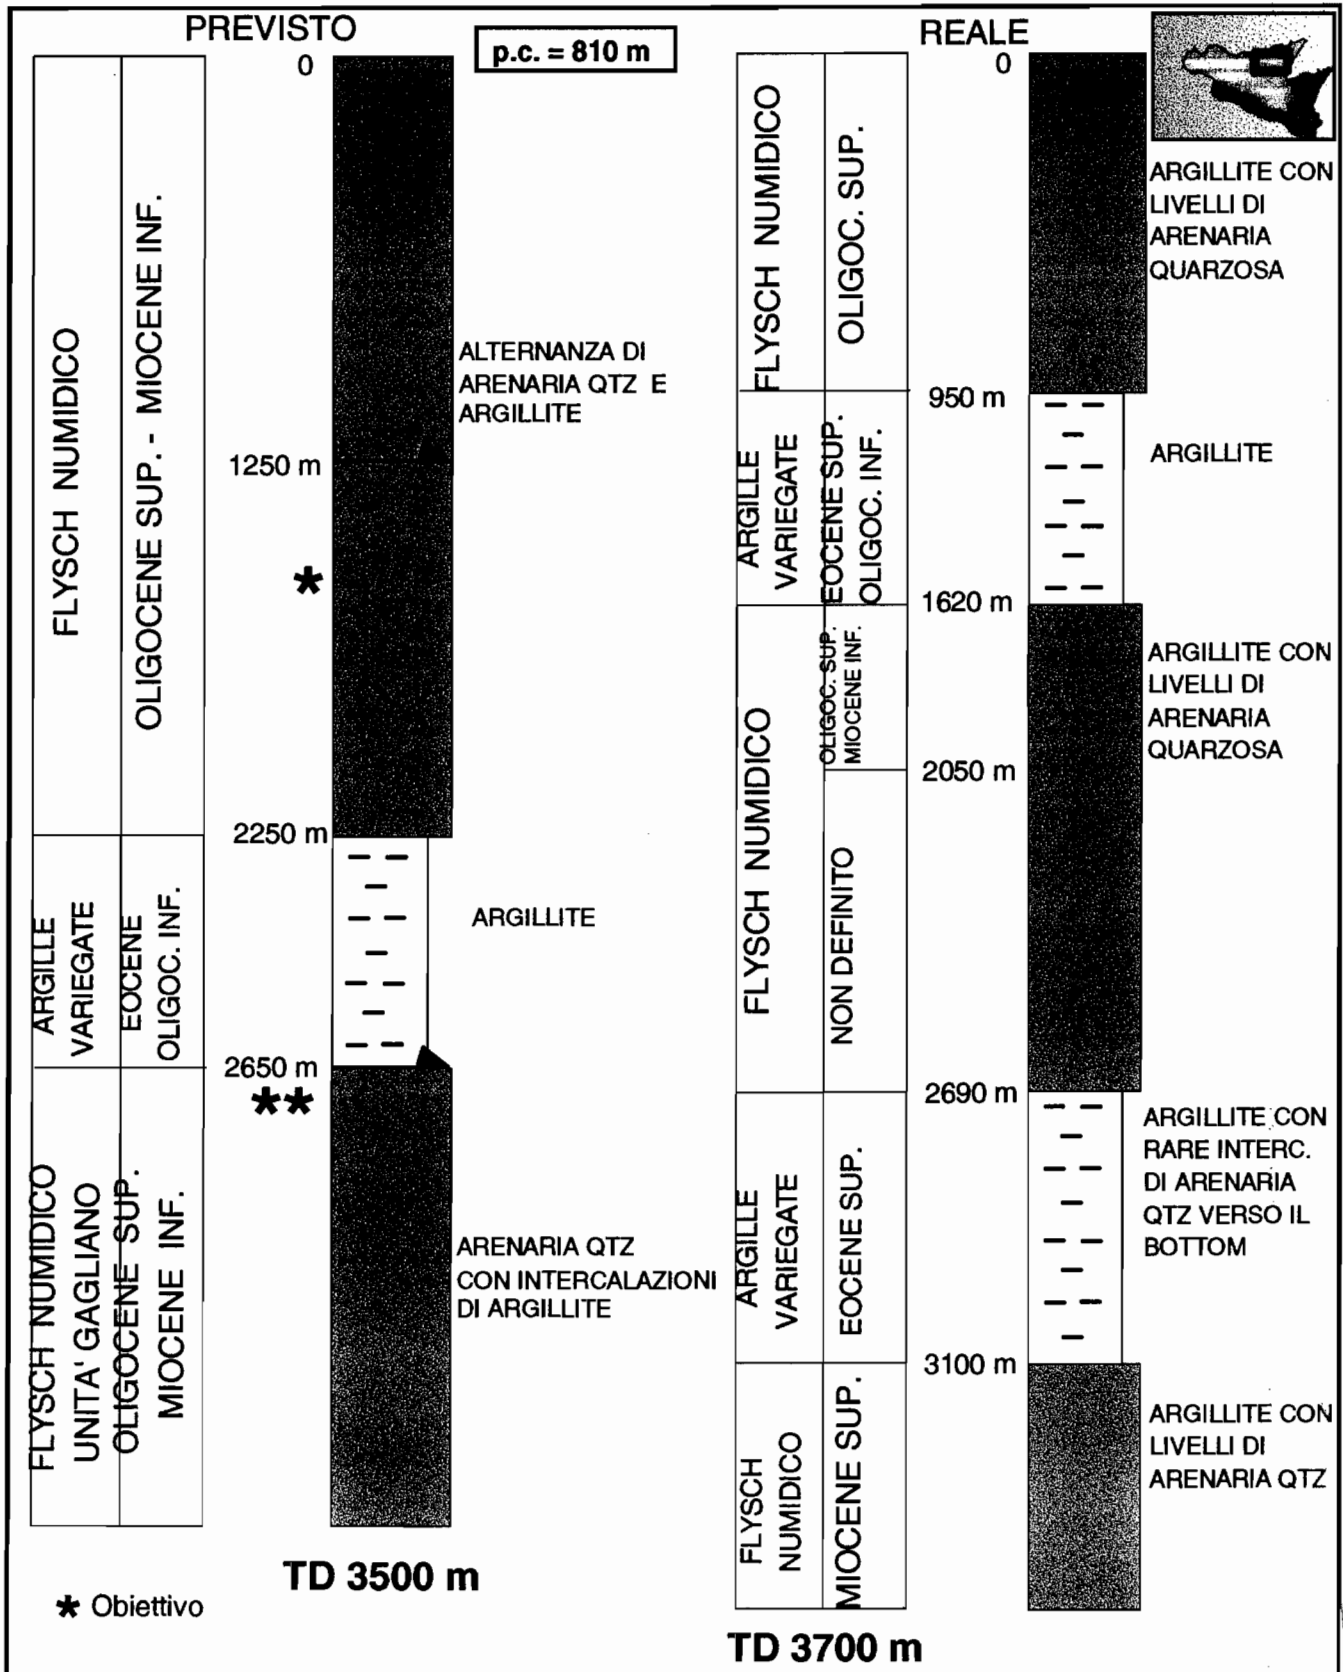 PREVISTO
p.c. = 810 m
0
FLYSCH NUMIDICO
OLIGOCENE SUP. - MIOCENE INF.
ALTERNANZA DI
ARENARIA QTZ E
ARGILLITE
1250 m
*
2250 m
ARGILLE
VARIEGATE
EOCENE
OLIGOC. INF.
ARGILLITE
2650 m
**
FLYSCH NUMIDICO
UNITA' GAGLIANO
OLIGOCENE SUP.
MIOCENE INF.
ARENARIA QTZ
CON INTERCALAZIONI
DI ARGILLITE
TD 3500 m
* Obiettivo
REALE
0
FLYSCH NUMIDICO
OLIGOC. SUP.
ARGILLITE CON
LIVELLI DI
ARENARIA
QUARZOSA
950 m
ARGILLE
VARIEGATE
EOCENE SUP.
OLIGOC. INF.
ARGILLITE
1620 m
FLYSCH NUMIDICO
OLIGOC. SUP.
MIOCENE INF.
ARGILLITE CON
LIVELLI DI
ARENARIA
QUARZOSA
2050 m
NON DEFINITO
2690 m
ARGILLE
VARIEGATE
EOCENE SUP.
ARGILLITE CON
RARE INTERC.
DI ARENARIA
QTZ VERSO IL
BOTTOM
3100 m
FLYSCH
NUMIDICO
MIOCENE SUP.
ARGILLITE CON
LIVELLI DI
ARENARIA QTZ
TD 3700 m